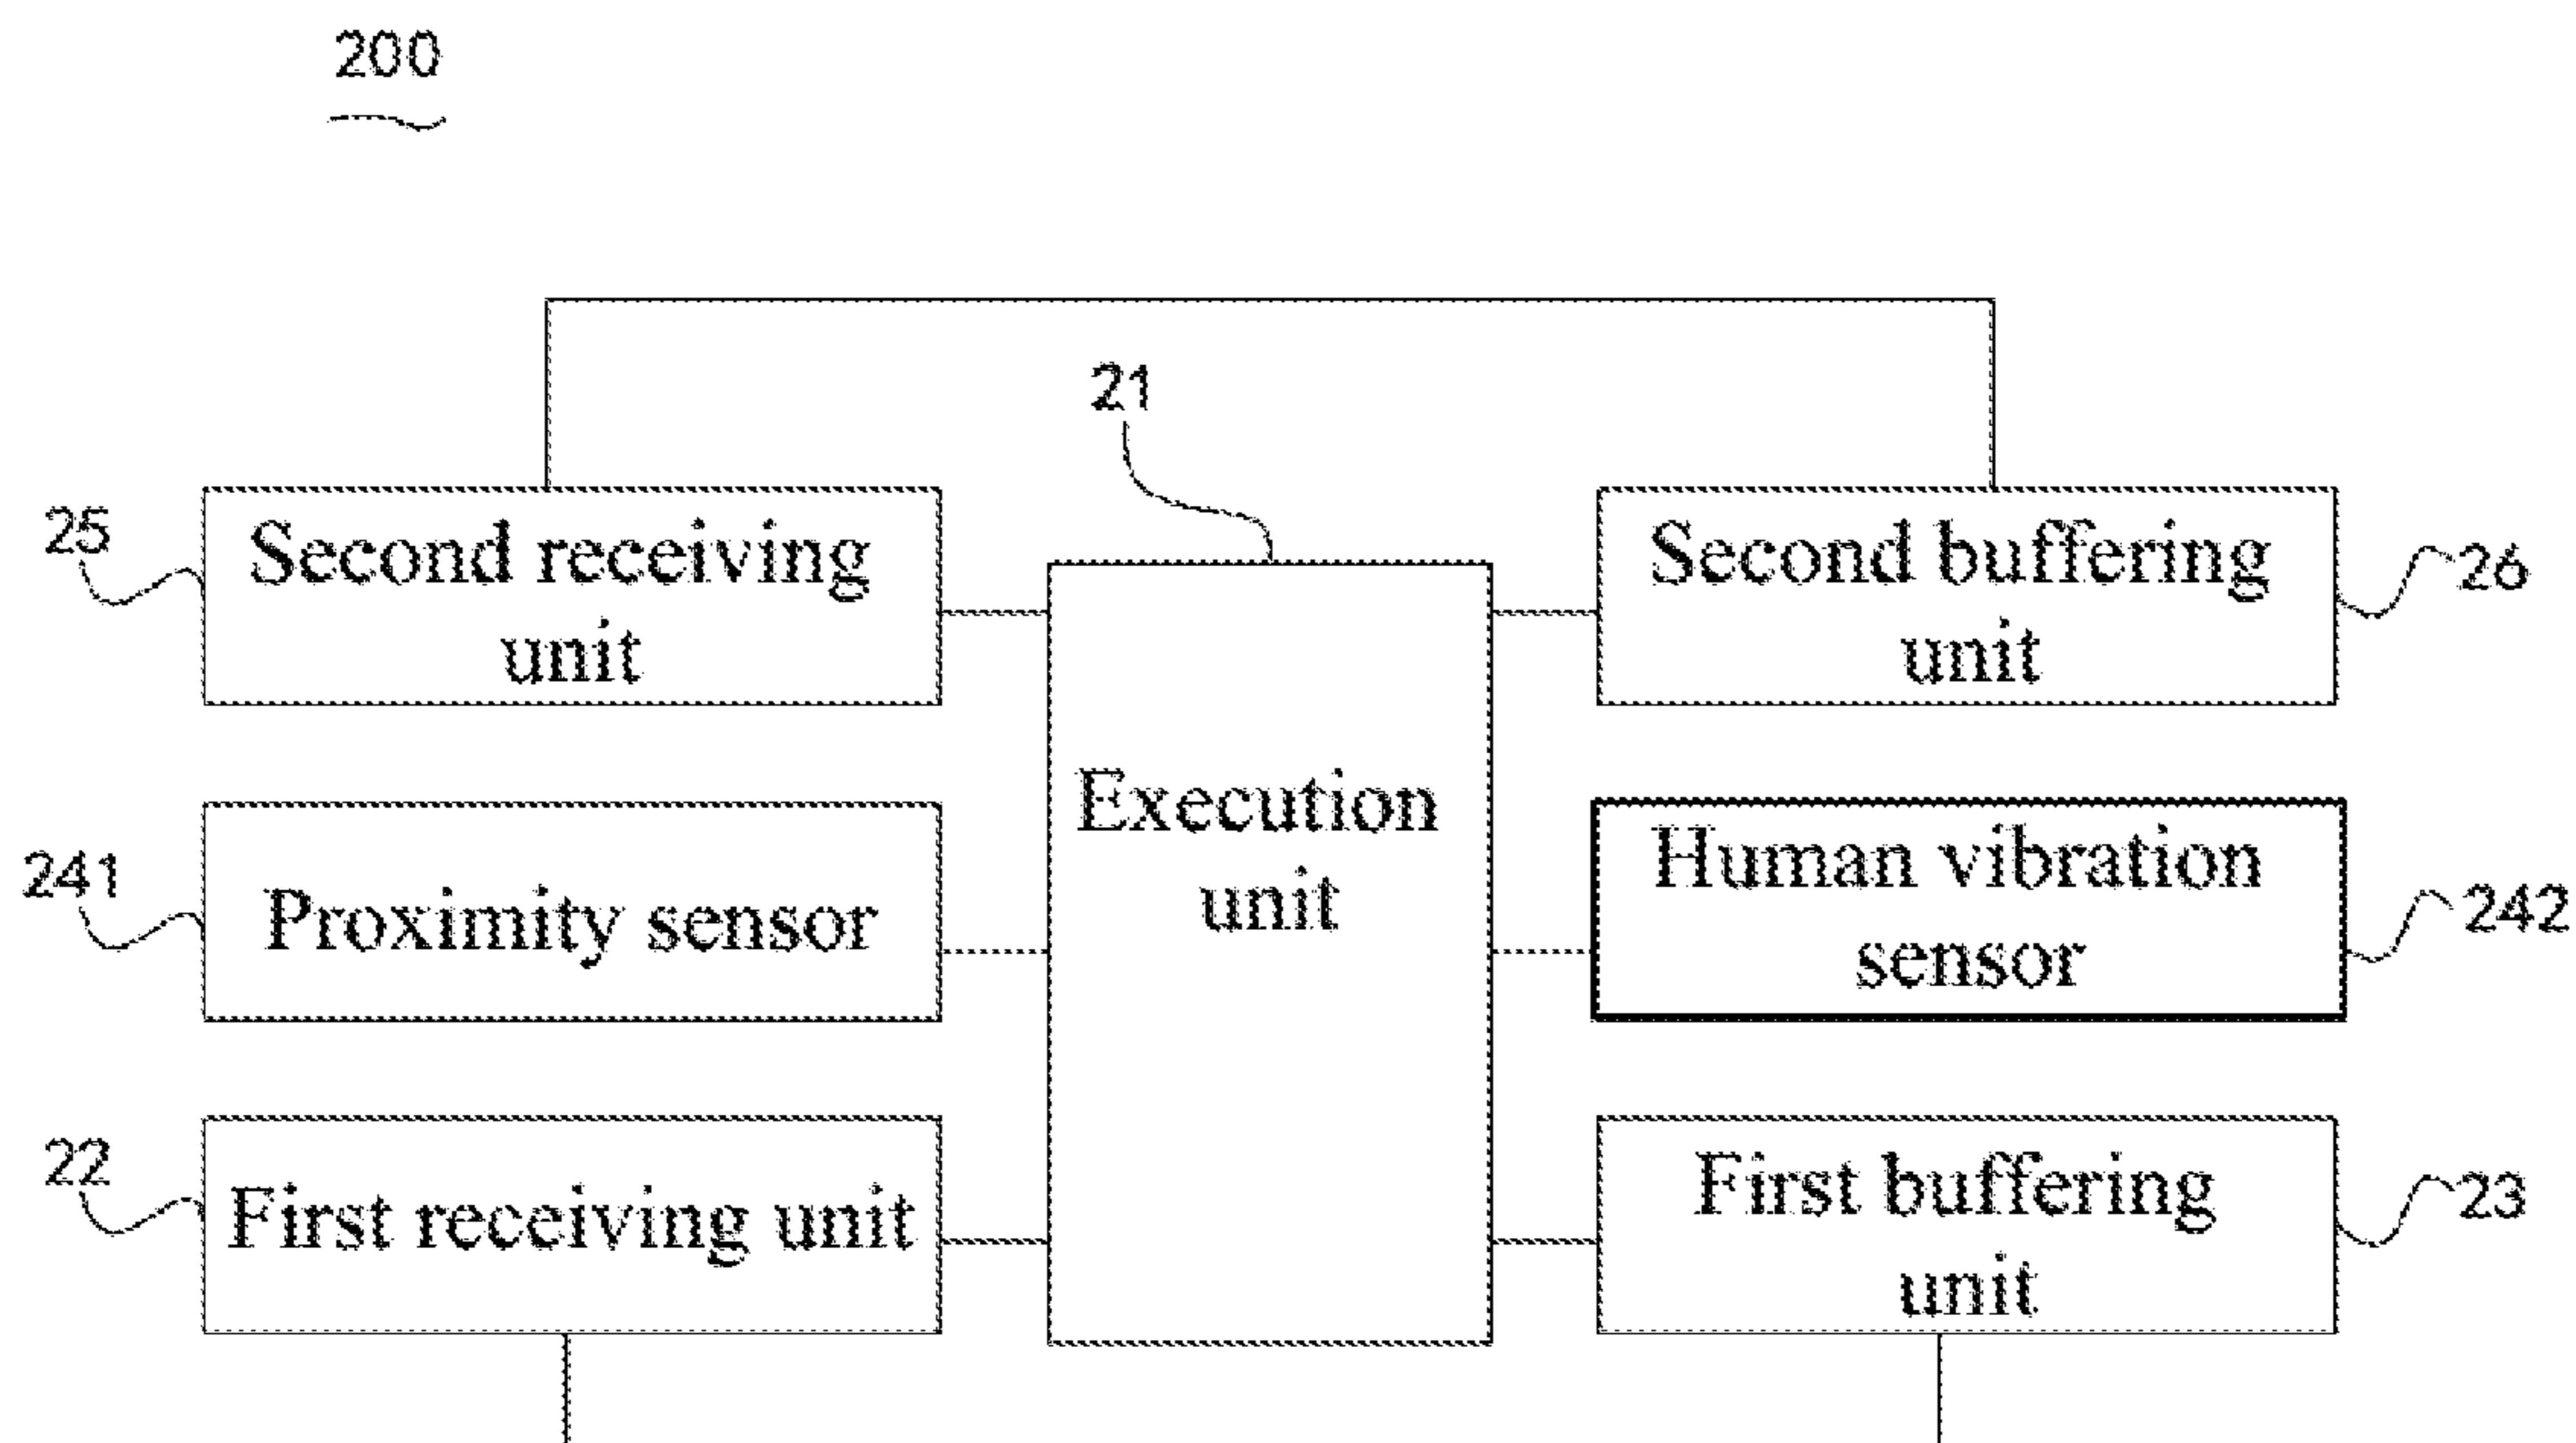 200
21
25
Second receiving
unit
Second buffering
unit
26
241
Proximity sensor
Execution
unit
Human vibration
sensor
242
22
First receiving unit
First buffering
unit
23